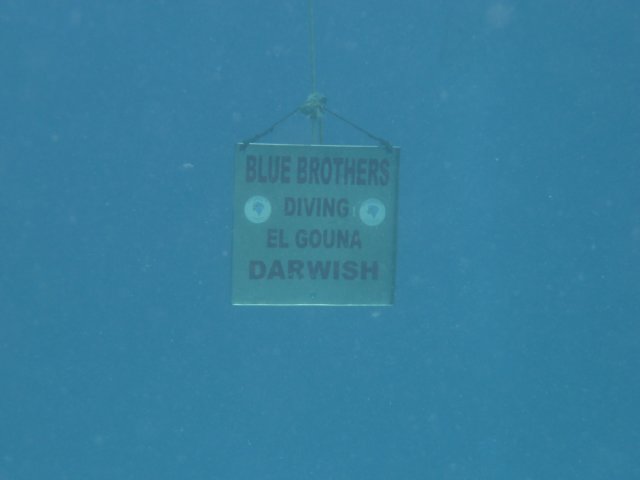 BLUE BROTHERS
DIVING
EL GOUNA
DARWISH